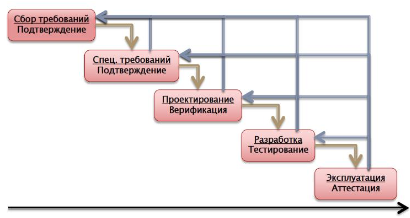 Сбор требований
Подтверждение
Спец. требований
Подтверждение
Проектирование
Верификация
Разработка
Тестирование
Эксплуатация
Аттестация